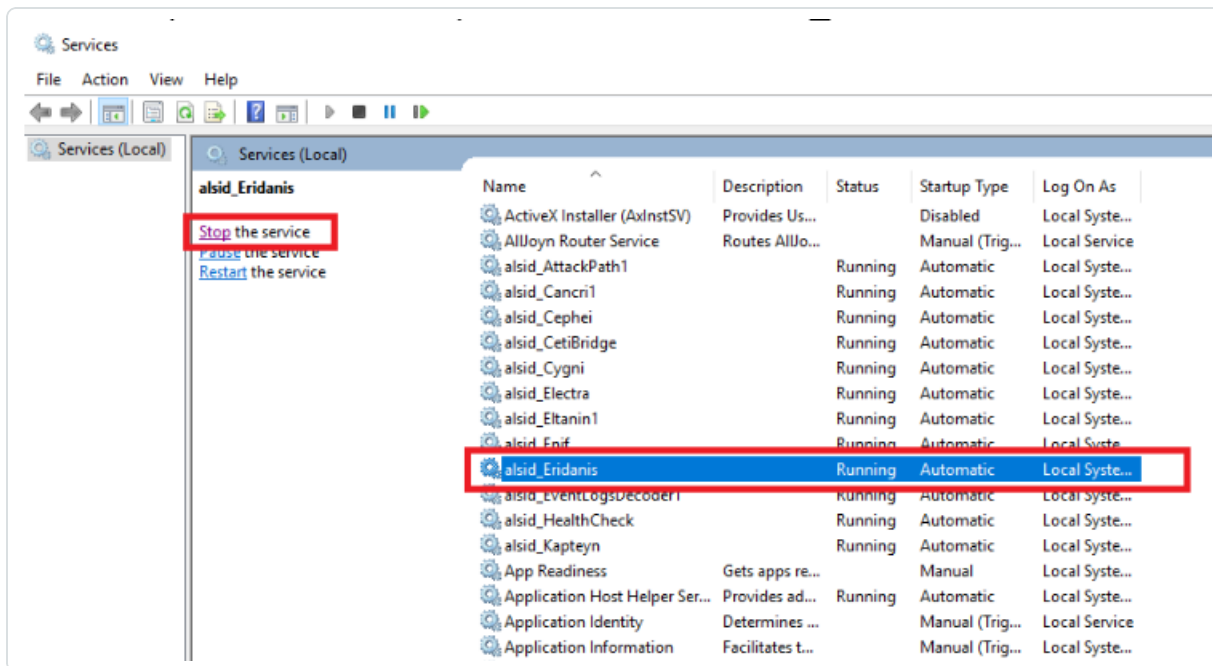 Services
File Action View Help
Services (Local)
Services (Local)
alsid_Eridanis
Stop the service
Pause the service
Restart the service
Name Description Status Startup Type Log On As
ActiveX Installer (AxInstSV) Provides Us... Disabled Local Syste...
AllJoyn Router Service Routes AllJo... Manual (Trig... Local Service
alsid_AttackPath1 Running Automatic Local Syste...
alsid_Cancri1 Running Automatic Local Syste...
alsid_Cephei Running Automatic Local Syste...
alsid_CetiBridge Running Automatic Local Syste...
alsid_Cygni Running Automatic Local Syste...
alsid_Electra Running Automatic Local Syste...
alsid_Eltanin1 Running Automatic Local Syste...
alsid_Enif Running Automatic Local Syste...
alsid_Eridanis Running Automatic Local Syste...
alsid_EventLogsDecoder1 Running Automatic Local Syste...
alsid_HealthCheck Running Automatic Local Syste...
alsid_Kapteyn Running Automatic Local Syste...
App Readiness Gets apps re... Manual Local Syste...
Application Host Helper Ser... Provides ad... Running Automatic Local Syste...
Application Identity Determines ... Manual (Trig... Local Service
Application Information Facilitates t... Manual (Trig... Local Syste...